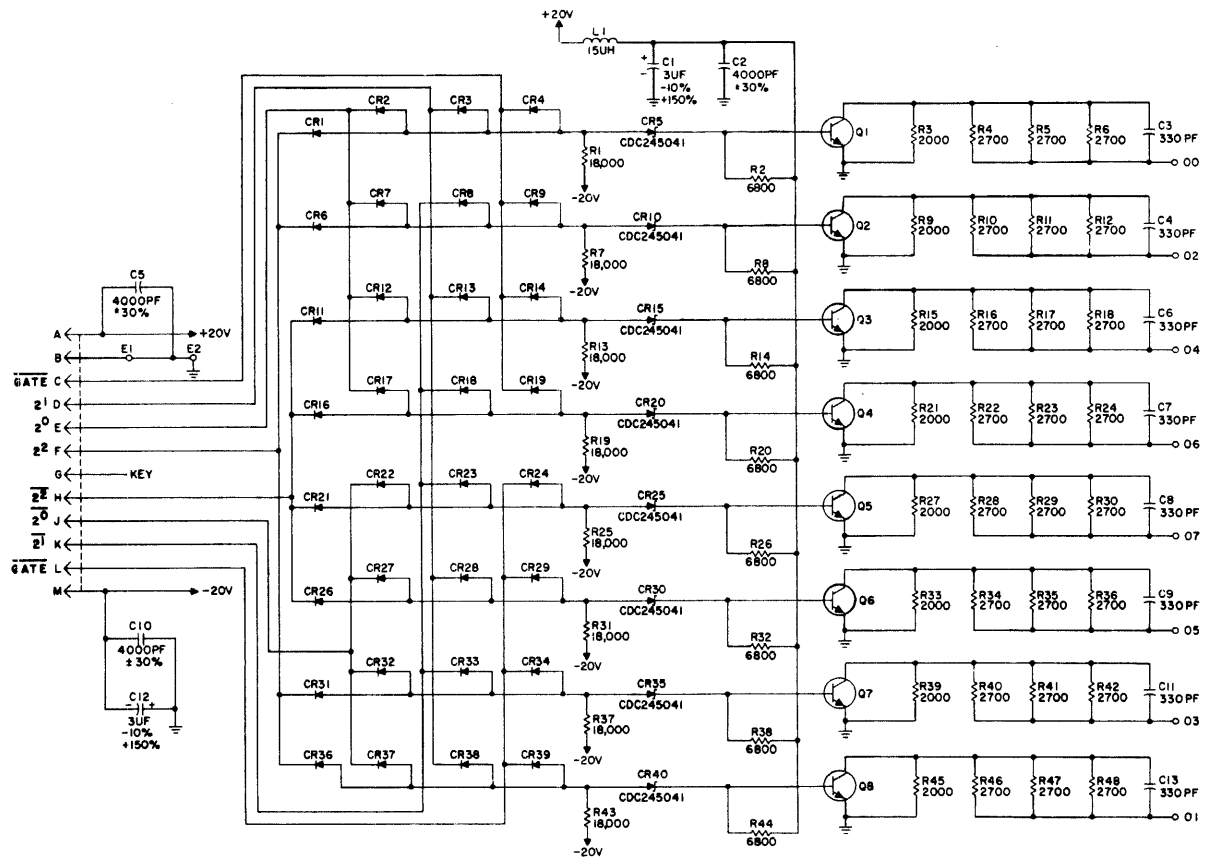 +20V
L1
15UH
C1
3UF
-10%
+150%
C2
4000PF
±30%
CR2
CR3
CR4
CR1
CR5
CDC245041
R1
18,000
-20V
R2
6800
Q1
R3
2000
R4
2700
R5
2700
R6
2700
C3
330PF
00
CR7
CR8
CR9
CR6
CR10
CDC245041
R7
18,000
-20V
R8
6800
Q2
R9
2000
R10
2700
R11
2700
R12
2700
C4
330PF
02
CR12
CR13
CR14
CR11
CR15
CDC245041
R13
18,000
-20V
R14
6800
Q3
R15
2000
R16
2700
R17
2700
R18
2700
C6
330PF
04
CR17
CR18
CR19
CR16
CR20
CDC245041
R19
18,000
-20V
R20
6800
Q4
R21
2000
R22
2700
R23
2700
R24
2700
C7
330PF
06
CR22
CR23
CR24
CR21
CR25
CDC245041
R25
18,000
-20V
R26
6800
Q5
R27
2000
R28
2700
R29
2700
R30
2700
C8
330PF
07
CR27
CR28
CR29
CR26
CR30
CDC245041
R31
18,000
-20V
R32
6800
Q6
R33
2000
R34
2700
R35
2700
R36
2700
C9
330PF
05
CR32
CR33
CR34
CR31
CR35
CDC245041
R37
18,000
-20V
R38
6800
Q7
R39
2000
R40
2700
R41
2700
R42
2700
C11
330PF
03
CR36
CR37
CR38
CR39
CR40
CDC245041
R43
18,000
-20V
R44
6800
Q8
R45
2000
R46
2700
R47
2700
R48
2700
C13
330PF
01
C5
4000PF
±30%
A +20V
B E1 E2
G̅A̅T̅E̅ C
2¹ D
2⁰ E
2² F
G KEY
2̅²̅ H
2̅⁰̅ J
2̅¹̅ K
G̅A̅T̅E̅ L
M -20V
C10
4000PF
±30%
C12
- +
3UF
-10%
+150%